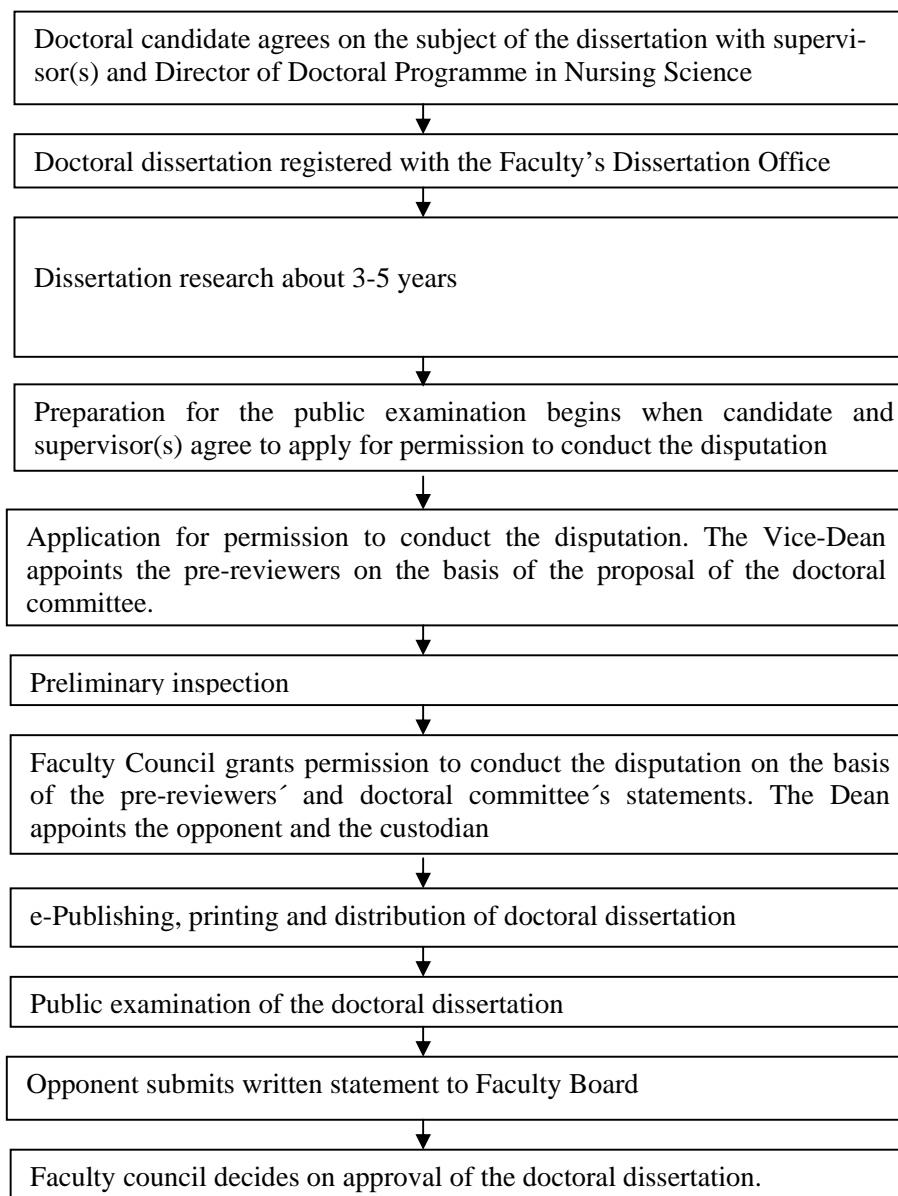 Doctoral candidate agrees on the subject of the dissertation with supervi-
sor(s) and Director of Doctoral Programme in Nursing Science
Doctoral dissertation registered with the Faculty’s Dissertation Office
Dissertation research about 3-5 years
Preparation for the public examination begins when candidate and
supervisor(s) agree to apply for permission to conduct the disputation
Application for permission to conduct the disputation. The Vice-Dean
appoints the pre-reviewers on the basis of the proposal of the doctoral
committee.
Preliminary inspection
Faculty Council grants permission to conduct the disputation on the basis
of the pre-reviewers´ and doctoral committee´s statements. The Dean
appoints the opponent and the custodian
e-Publishing, printing and distribution of doctoral dissertation
Public examination of the doctoral dissertation
Opponent submits written statement to Faculty Board
Faculty council decides on approval of the doctoral dissertation.